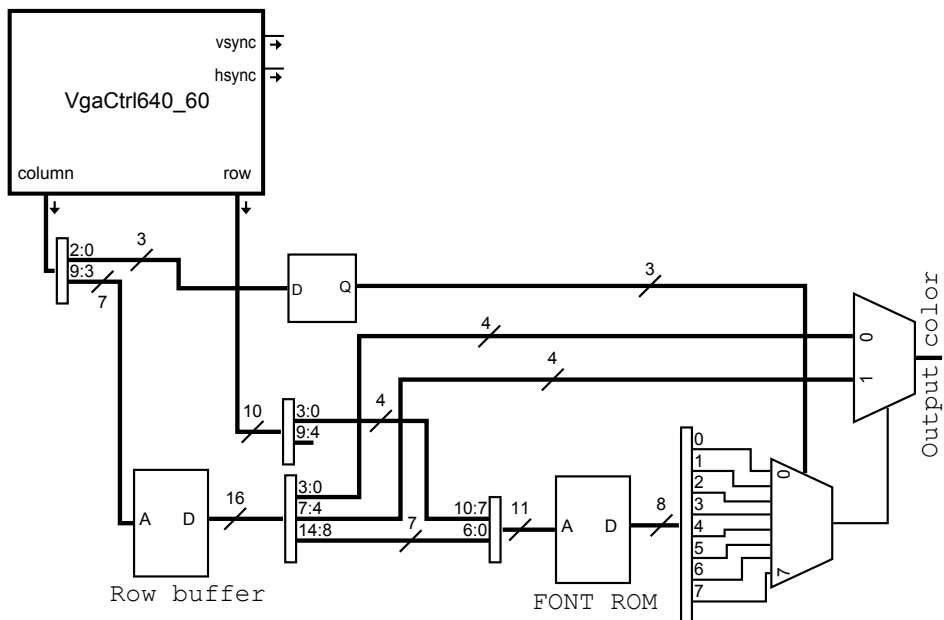 vsync
hsync
VgaCtrl640_60
column
row
2:0
3
9:3
7
D
Q
3
4
0
4
1
Output color
10
3:0
4
9:4
A
D
16
3:0
7:4
14:8
7
10:7
6:0
11
A
D
8
0
1
2
3
4
5
6
7
0
7
Row buffer
FONT ROM